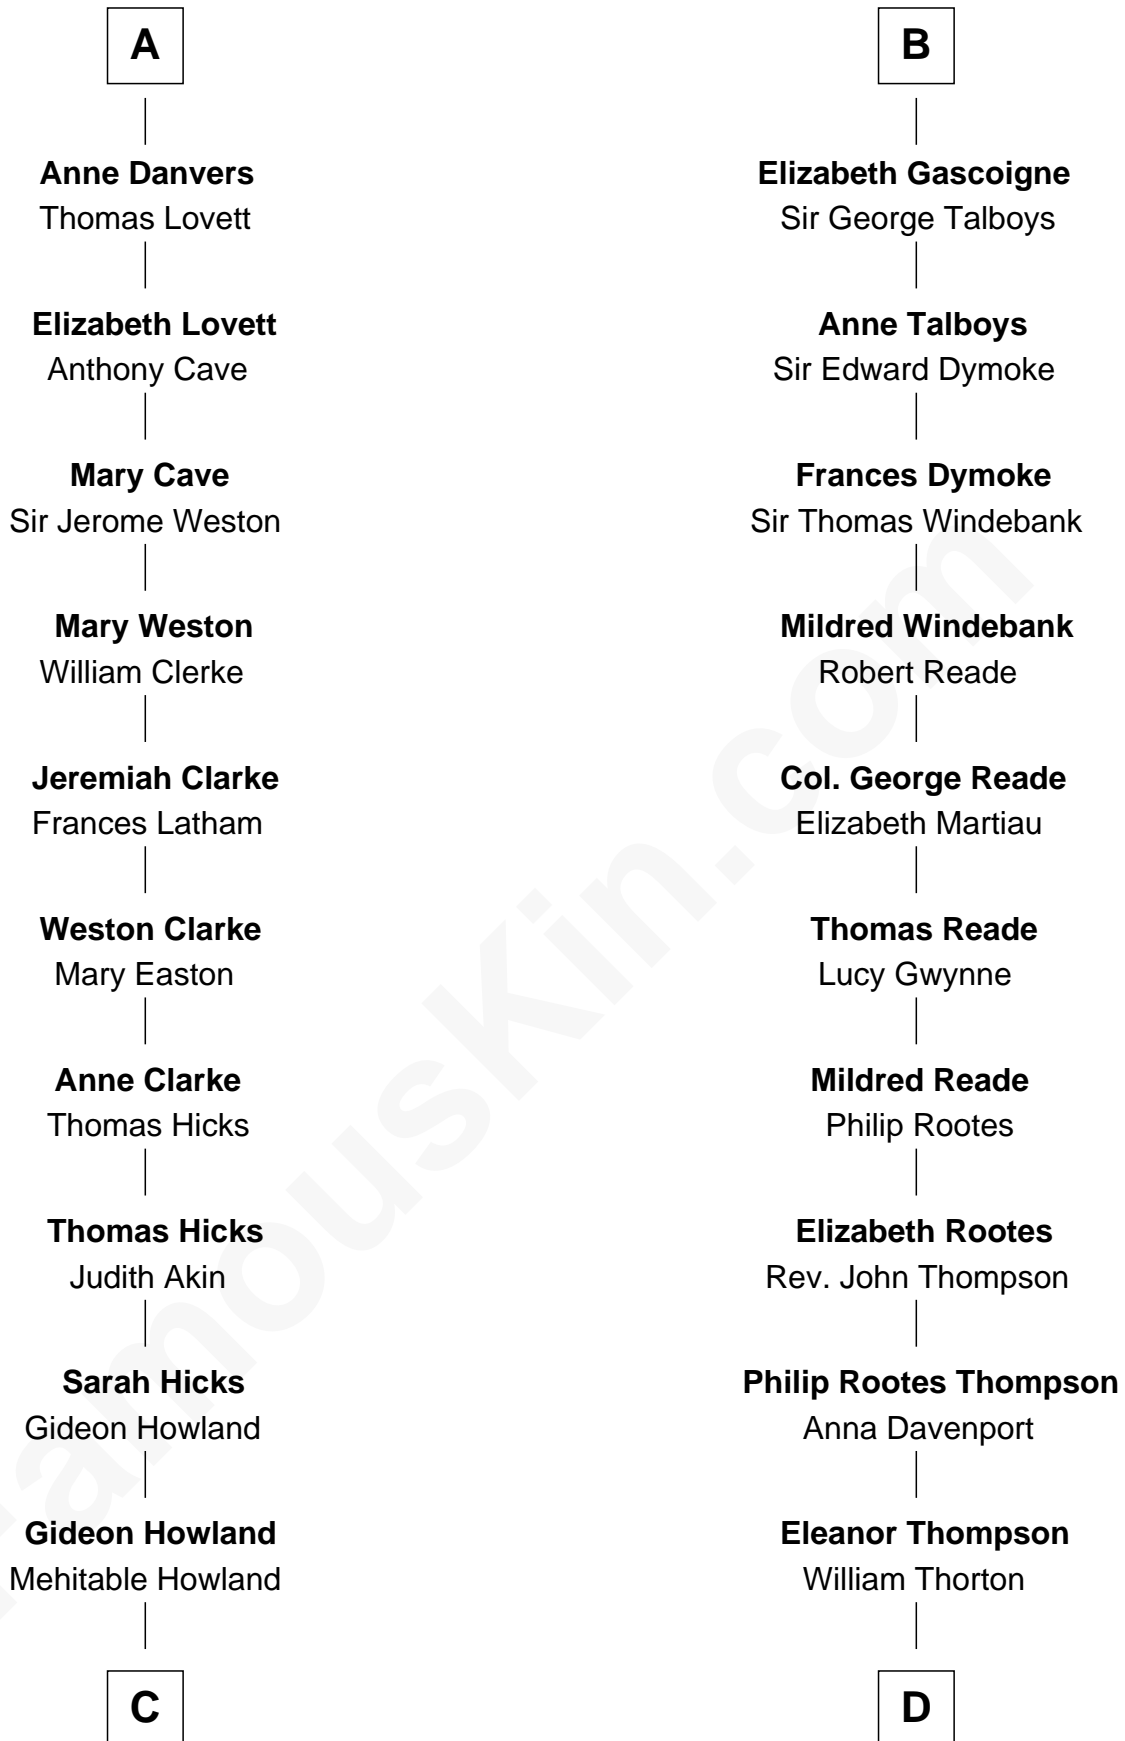 A
Anne Danvers
Thomas Lovett
Elizabeth Lovett
Anthony Cave
Mary Cave
Sir Jerome Weston
Mary Weston
William Clerke
Jeremiah Clarke
Frances Latham
Weston Clarke
Mary Easton
Anne Clarke
Thomas Hicks
Thomas Hicks
Judith Akin
Sarah Hicks
Gideon Howland
Gideon Howland
Mehitable Howland
C
B
Elizabeth Gascoigne
Sir George Talboys
Anne Talboys
Sir Edward Dymoke
Frances Dymoke
Sir Thomas Windebank
Mildred Windebank
Robert Reade
Col. George Reade
Elizabeth Martiau
Thomas Reade
Lucy Gwynne
Mildred Reade
Philip Rootes
Elizabeth Rootes
Rev. John Thompson
Philip Rootes Thompson
Anna Davenport
Eleanor Thompson
William Thorton
D
FamousKin.com